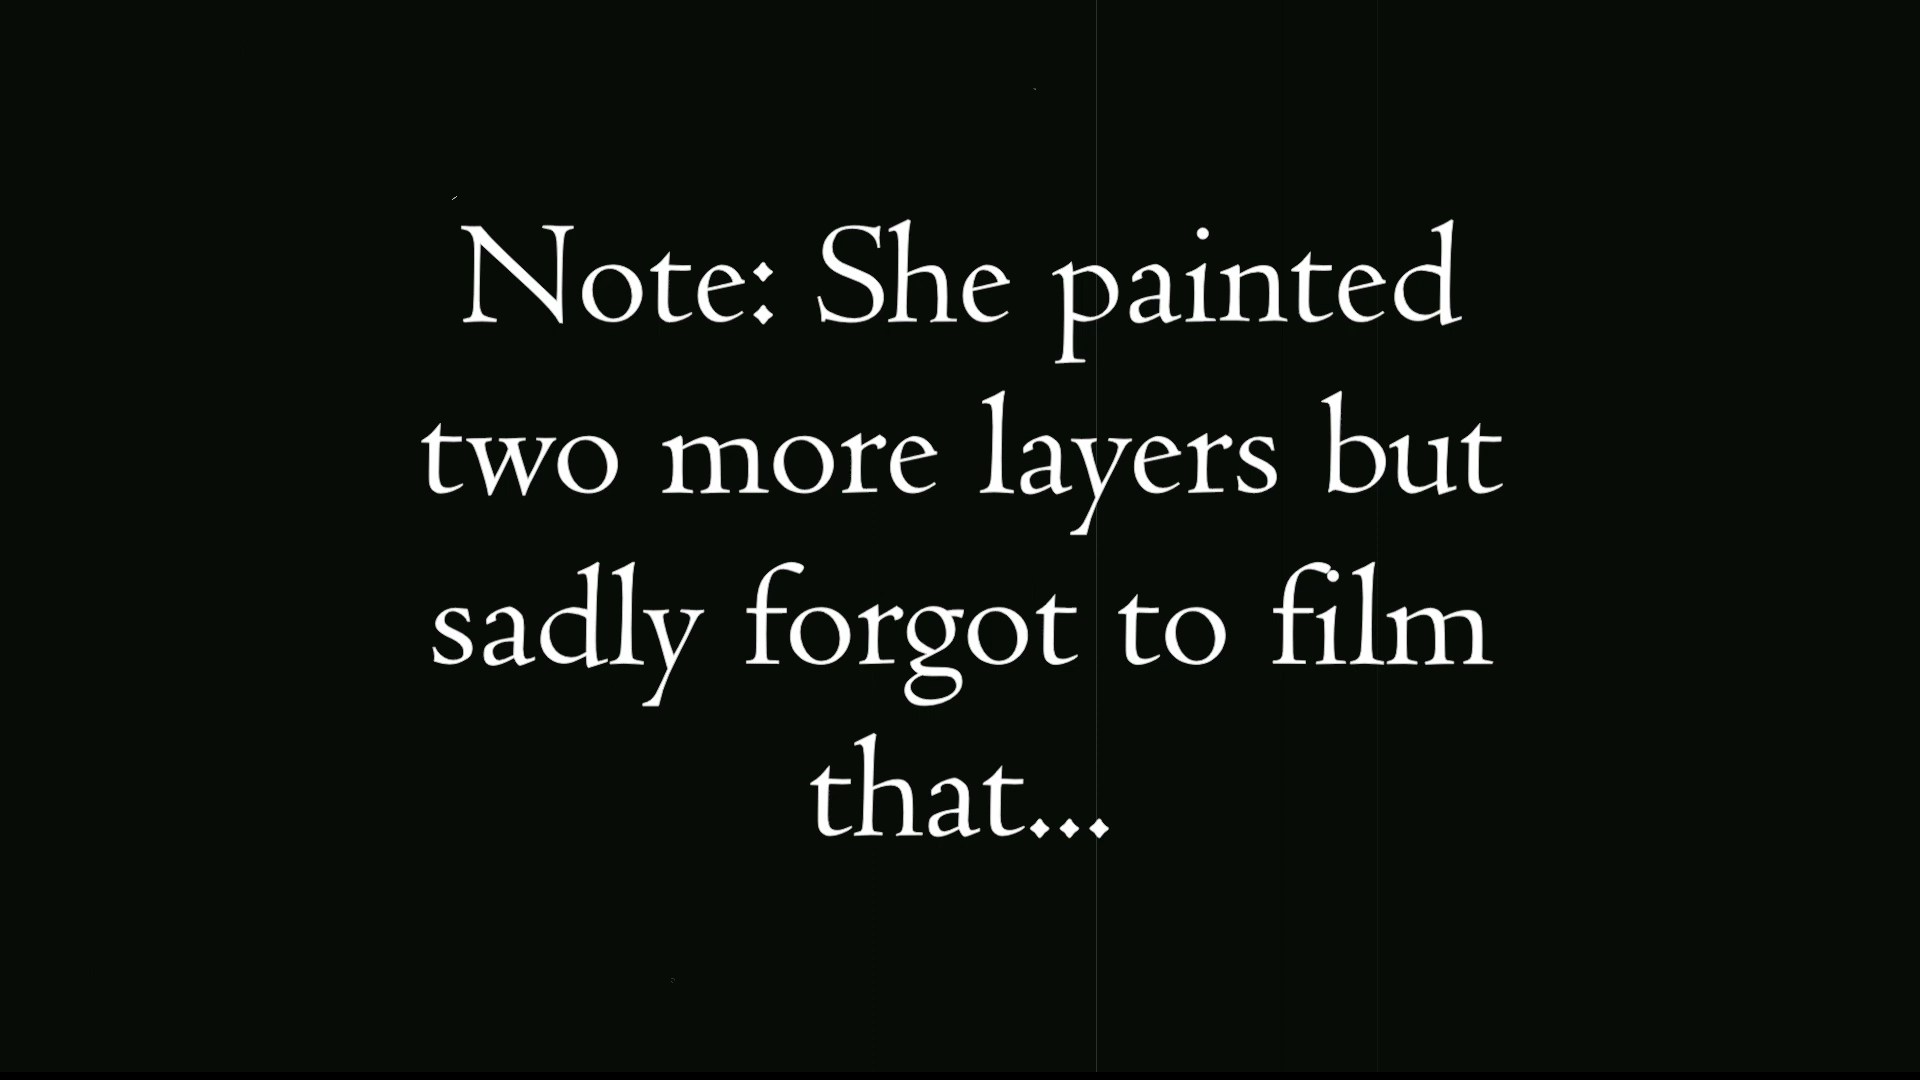 Note: She painted
two more layers but
sadly forgot to film
that...